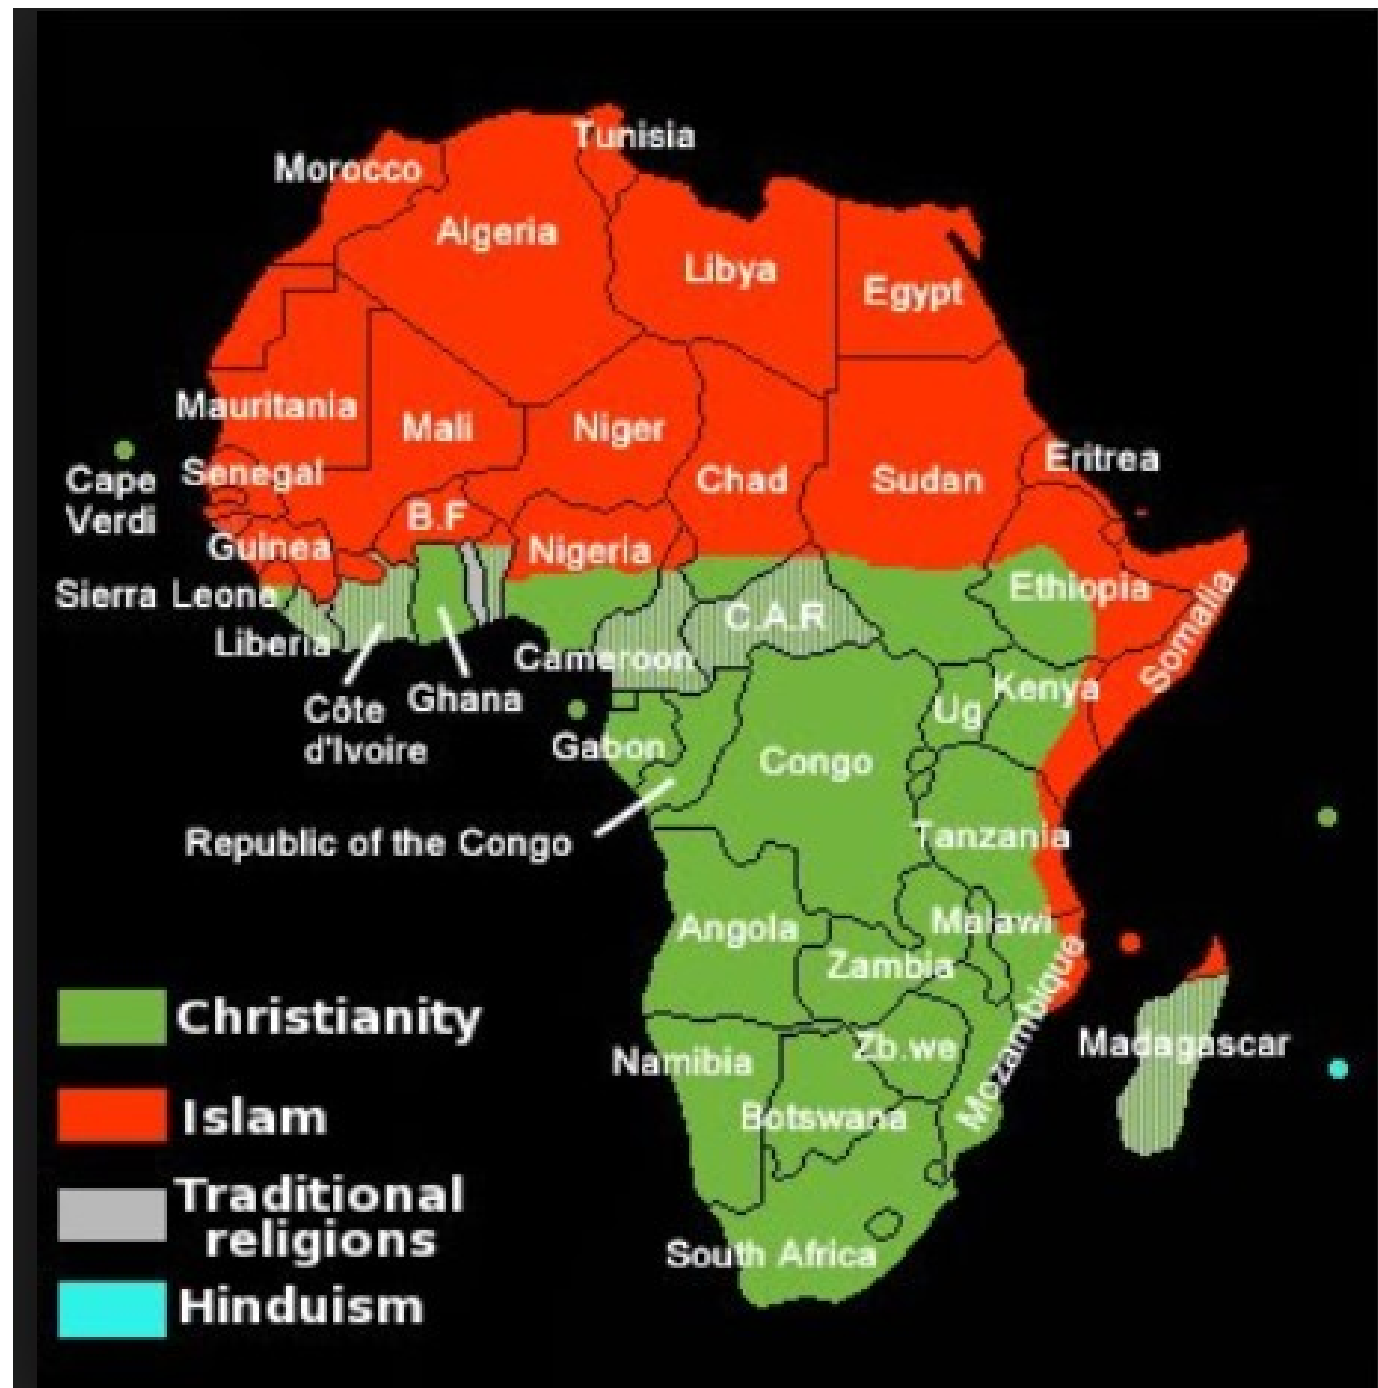 Tunisia
Morocco
Algeria
Libya
Egypt
Mauritania
Mali
Niger
Chad
Sudan
Eritrea
Cape
Verdi
Senegal
B.F
Guinea
Nigeria
Ethiopia
Somalia
Sierra Leone
C.A.R
Liberia
Cameroon
Kenya
Ug
Côte
d'Ivoire
Ghana
Gabon
Congo
Republic of the Congo
Tanzania
Angola
Malawi
Zambia
Mozambique
Zb.we
Madagascar
Namibia
Botswana
South Africa
Christianity
Islam
Traditional
religions
Hinduism